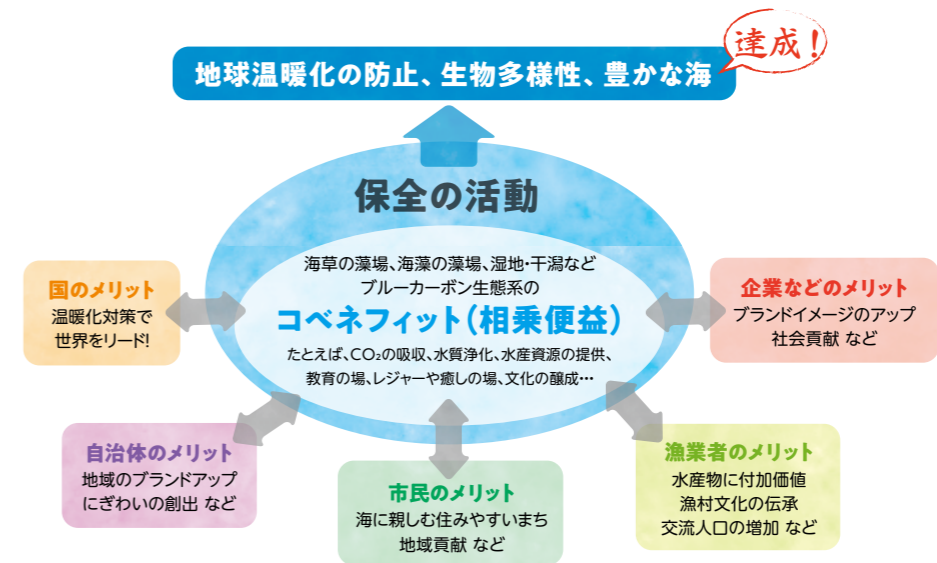 達成！
地球温暖化の防止、生物多様性、豊かな海
保全の活動
海草の藻場、海藻の藻場、湿地・干潟など
ブルーカーボン生態系の
コベネフィット（相乗便益）
たとえば、CO₂の吸収、水質浄化、水産資源の提供、
教育の場、レジャーや癒しの場、文化の醸成…
国のメリット
温暖化対策で
世界をリード!
企業などのメリット
ブランドイメージのアップ
社会貢献 など
自治体のメリット
地域のブランドアップ
にぎわいの創出 など
市民のメリット
海に親しむ住みやすいまち
地域貢献 など
漁業者のメリット
水産物に付加価値
漁村文化の伝承
交流人口の増加 など